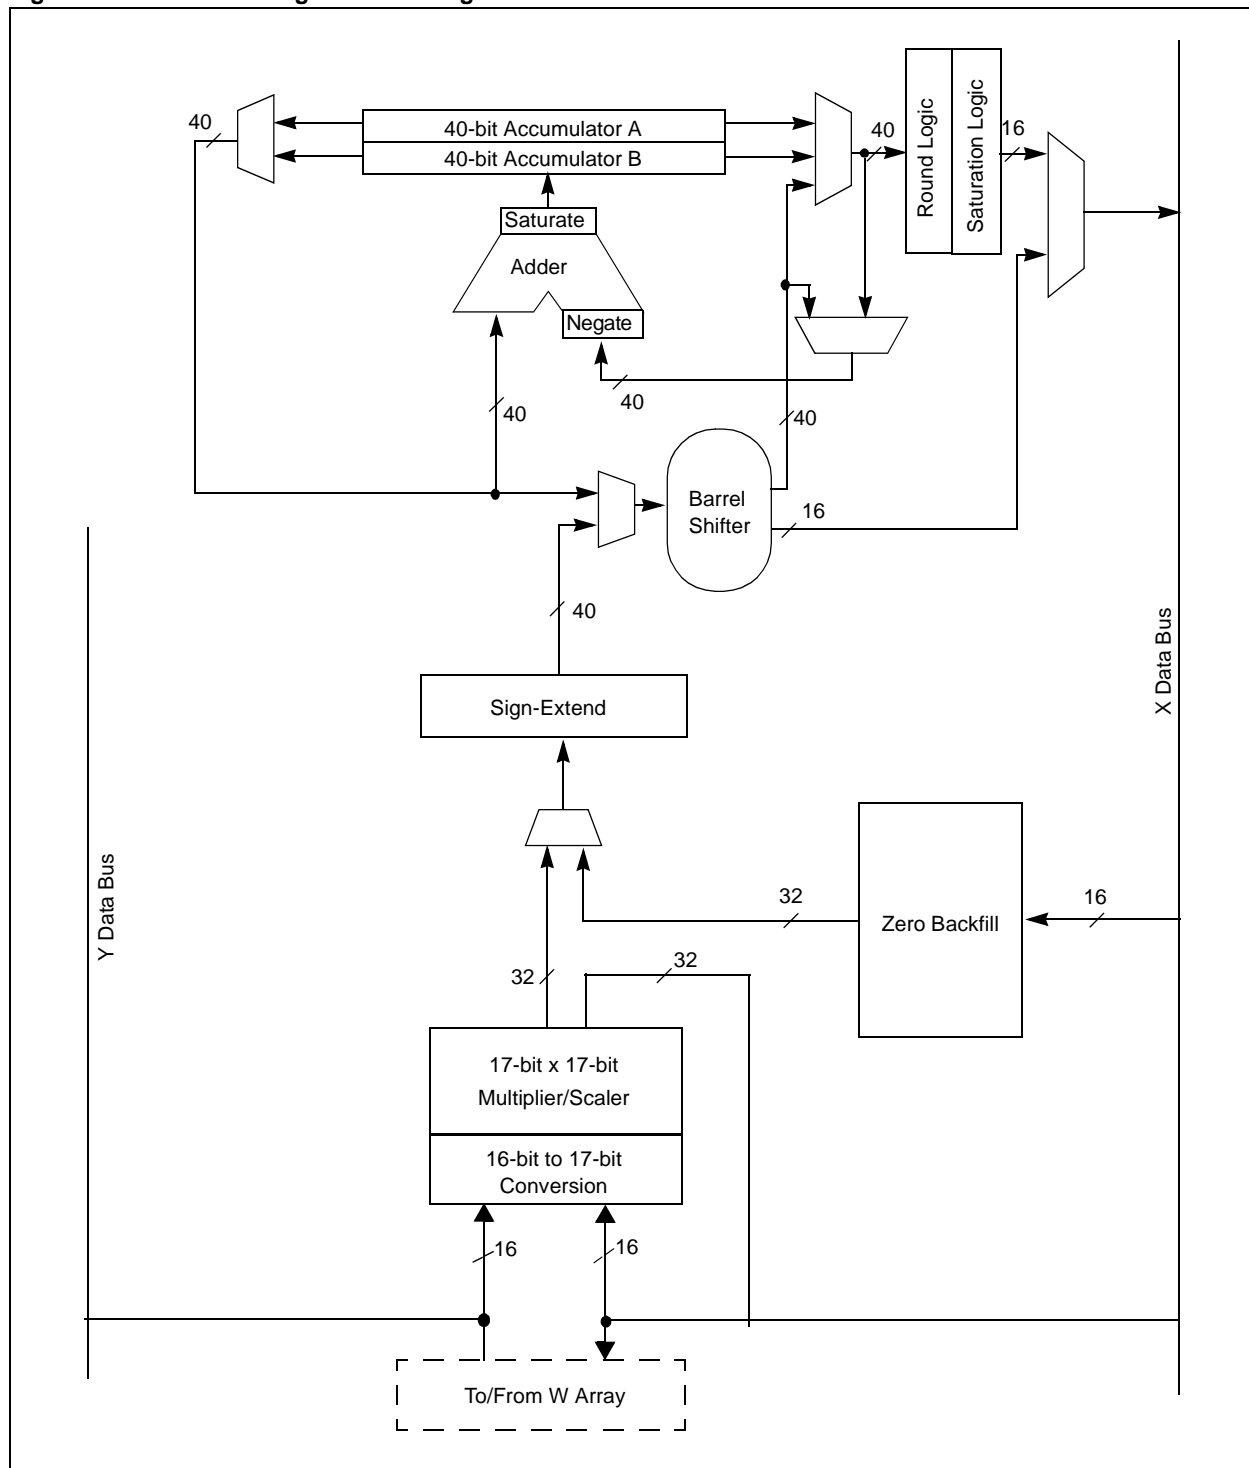 40
40-bit Accumulator A
40-bit Accumulator B
40
Round Logic
Saturation Logic
16
Saturate
Adder
Negate
40
40
40
Barrel
Shifter
16
40
Sign-Extend
X Data Bus
Y Data Bus
32
Zero Backfill
16
32
32
17-bit x 17-bit
Multiplier/Scaler
16-bit to 17-bit
Conversion
16
16
To/From W Array